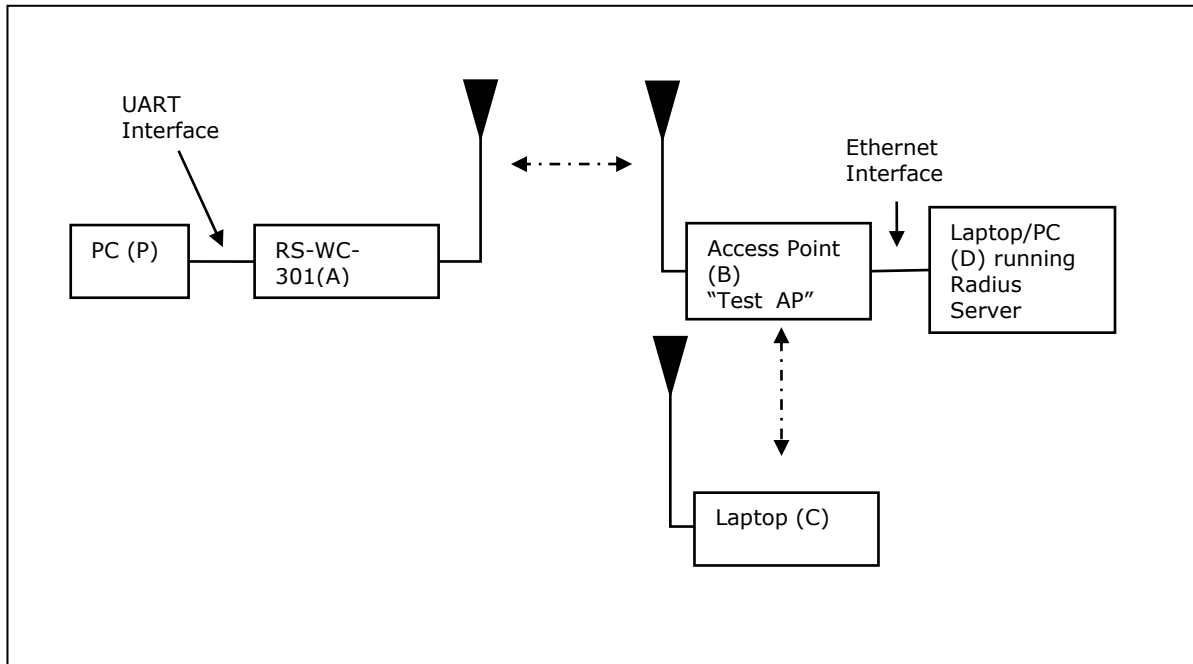 UART
Interface
Ethernet
Interface
PC (P)
RS-WC-
301(A)
Access Point
(B)
“Test AP”
Laptop/PC
(D) running
Radius
Server
Laptop (C)